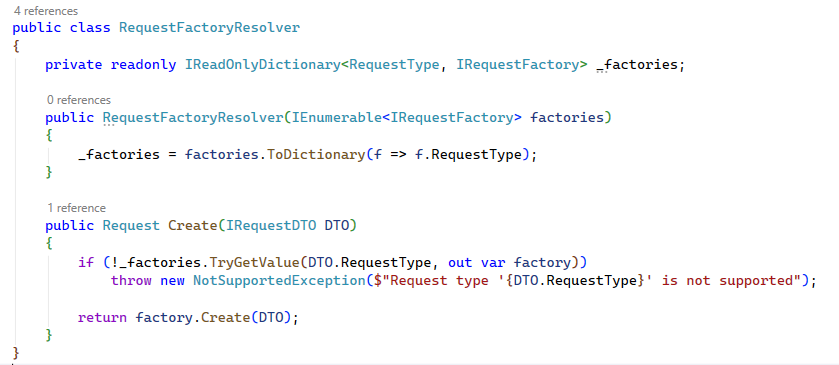 4 references
public class RequestFactoryResolver
{
private readonly IReadOnlyDictionary<RequestType, IRequestFactory> _factories;
0 references
public RequestFactoryResolver(IEnumerable<IRequestFactory> factories)
{
_factories = factories.ToDictionary(f => f.RequestType);
}
1 reference
public Request Create(IRequestDTO DTO)
{
if (!_factories.TryGetValue(DTO.RequestType, out var factory))
throw new NotSupportedException($"Request type '{DTO.RequestType}' is not supported");
return factory.Create(DTO);
}
}